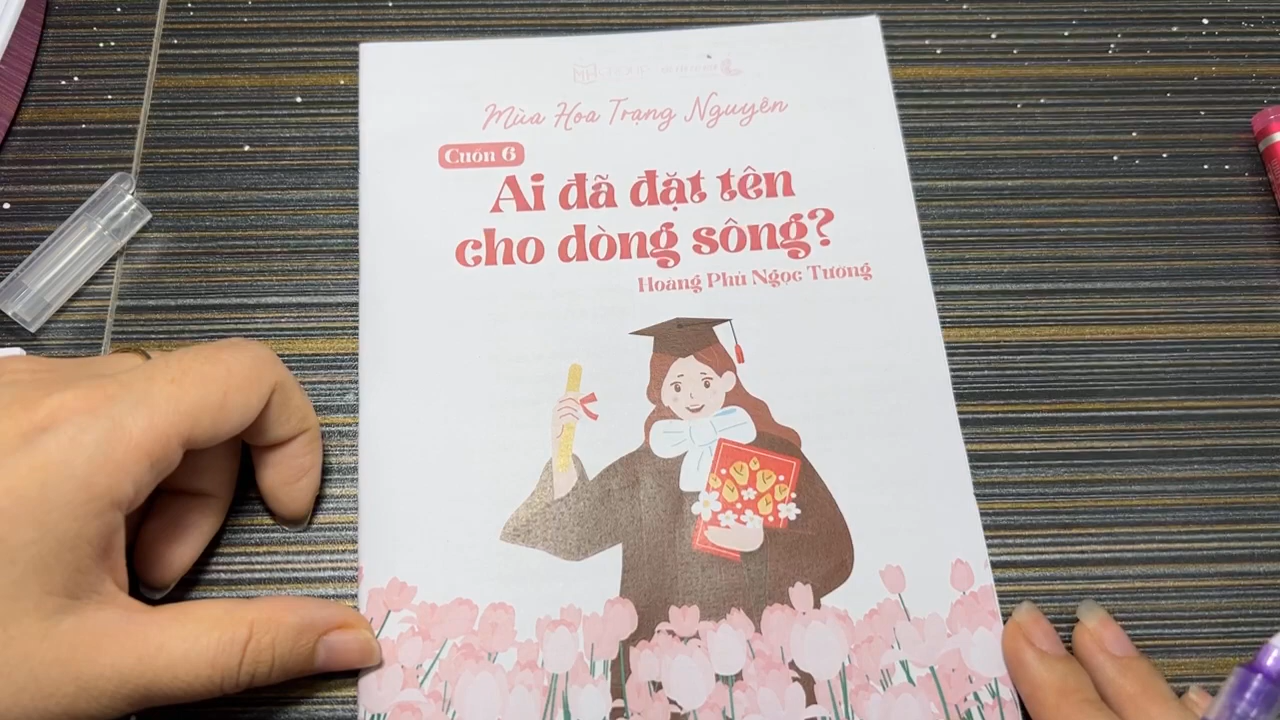 Mùa Hoa Trạng Nguyên
Cuốn 6
Ai đã đặt tên
cho dòng sông?
Hoàng Phủ Ngọc Tường